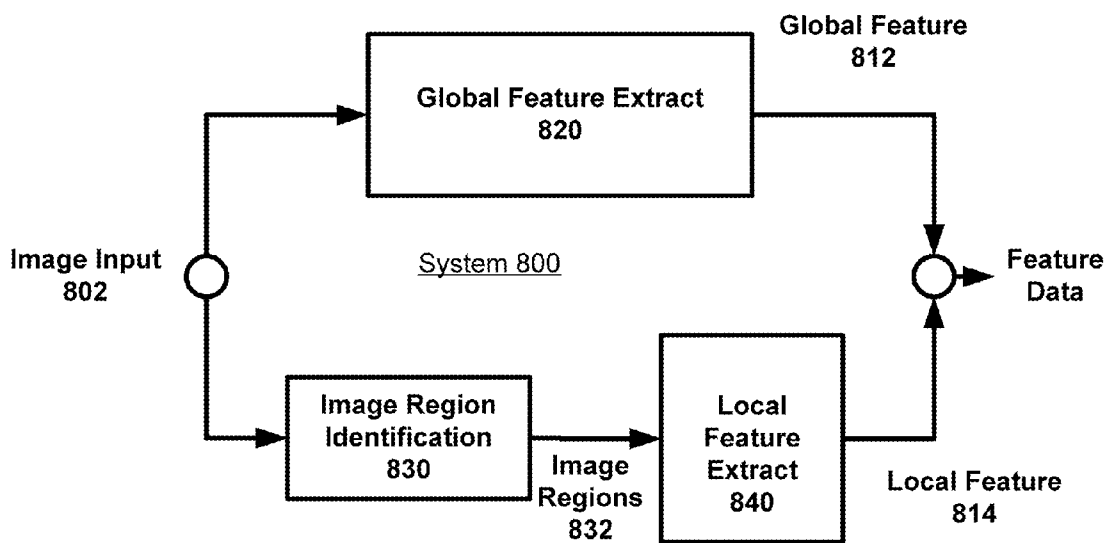 Global Feature
812
Global Feature Extract
820
Image Input
802
System 800
Feature
Data
Image Region
Identification
830
Image
Regions
832
Local
Feature
Extract
840
Local Feature
814